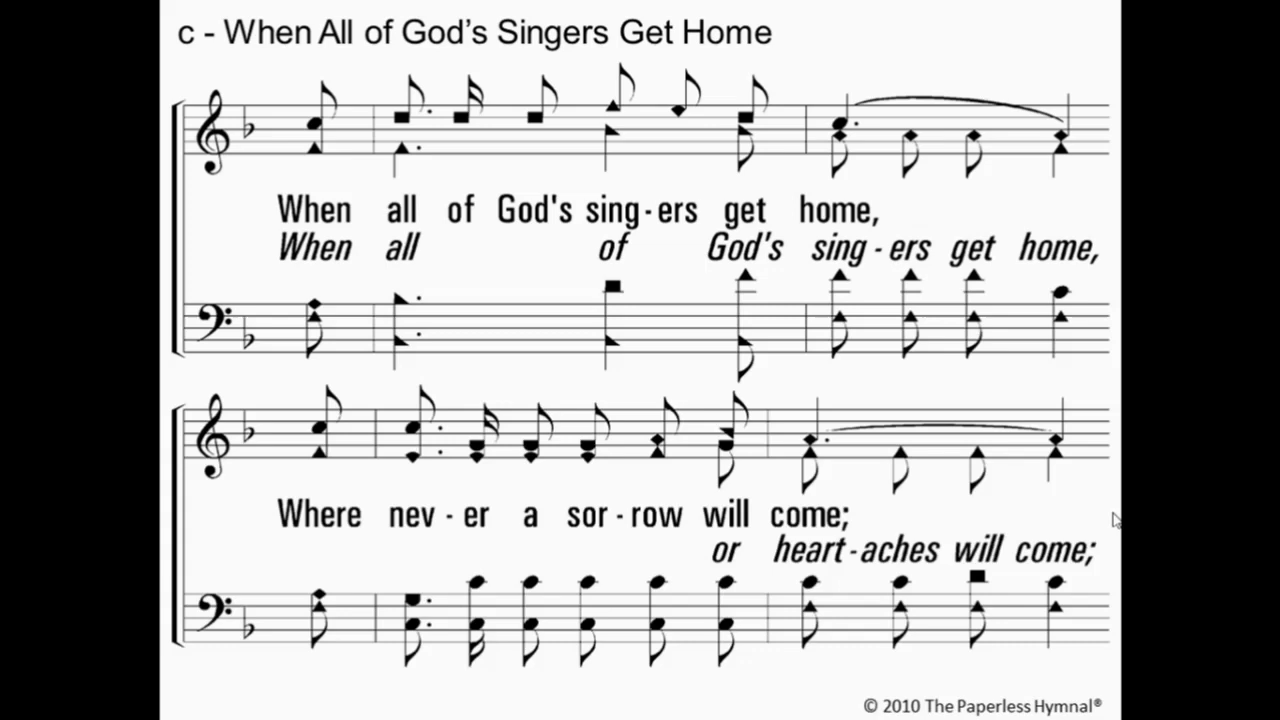 c - When All of God's Singers Get Home
When all of God's sing - ers get home,
When all of God's sing - ers get home,
Where nev - er a sor - row will come;
or heart - aches will come;
© 2010 The Paperless Hymnal®